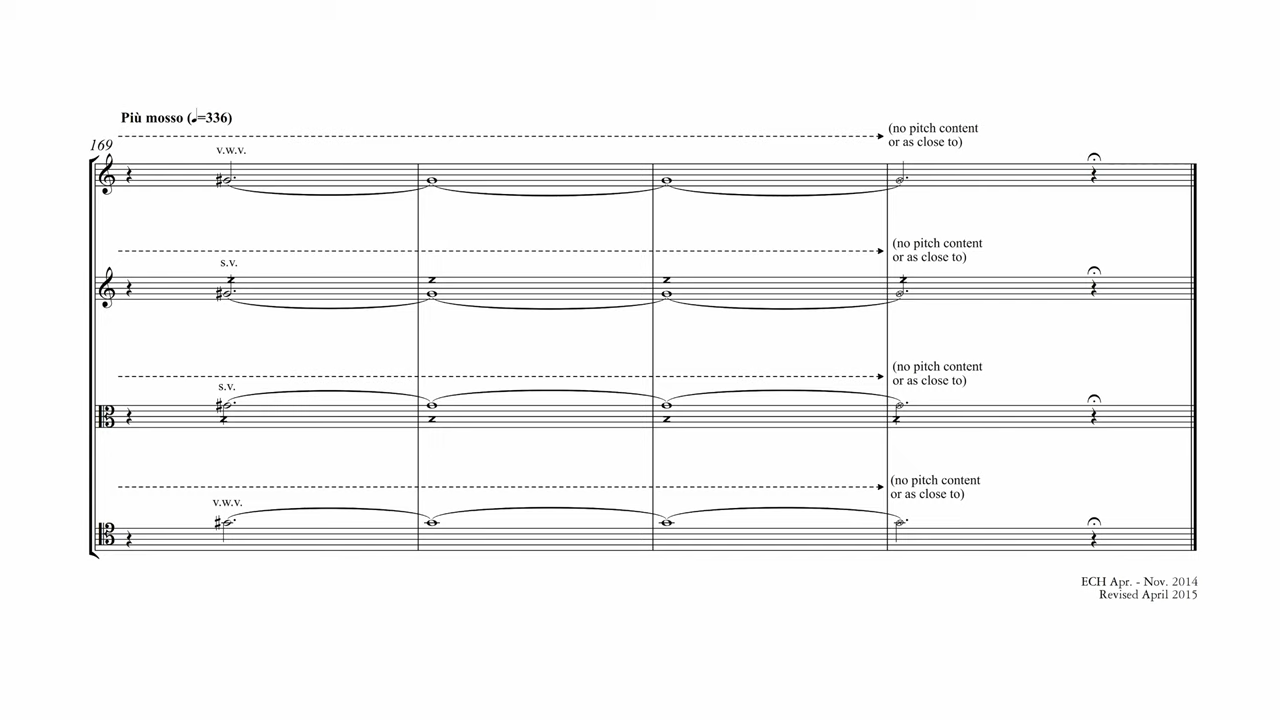 Più mosso (♩=336)
169
v.w.v.
(no pitch content
or as close to)
s.v.
(no pitch content
or as close to)
s.v.
(no pitch content
or as close to)
v.w.v.
(no pitch content
or as close to)
ECH Apr. - Nov. 2014
Revised April 2015